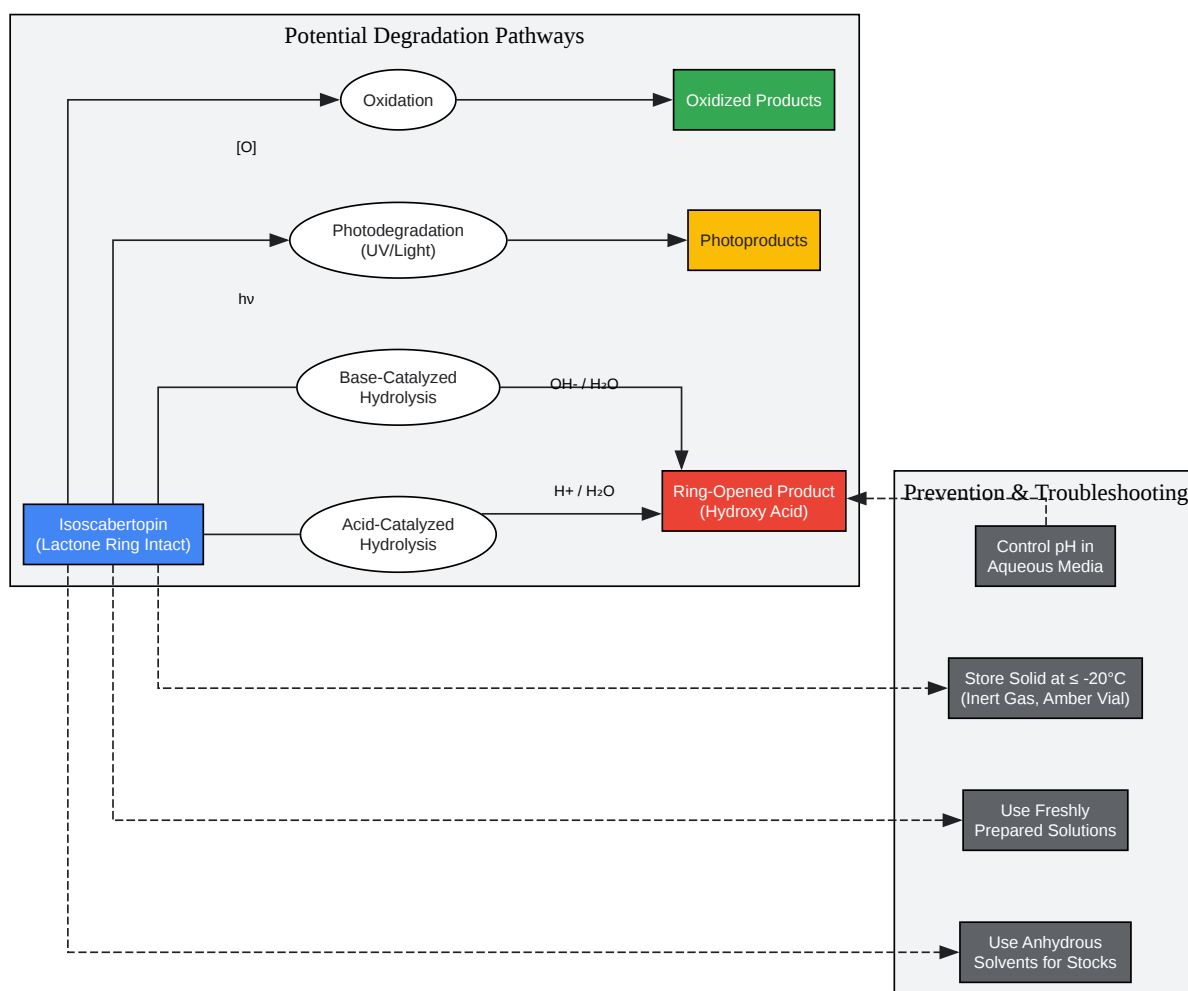 Potential Degradation Pathways
Oxidation
Oxidized Products
[O]
Photodegradation
(UV/Light)
Photoproducts
hν
Base-Catalyzed
Hydrolysis
OH- / H₂O
Isoscabertopin
(Lactone Ring Intact)
Acid-Catalyzed
Hydrolysis
H+ / H₂O
Ring-Opened Product
(Hydroxy Acid)
Prevention & Troubleshooting
Control pH in
Aqueous Media
Store Solid at ≤ -20°C
(Inert Gas, Amber Vial)
Use Freshly
Prepared Solutions
Use Anhydrous
Solvents for Stocks